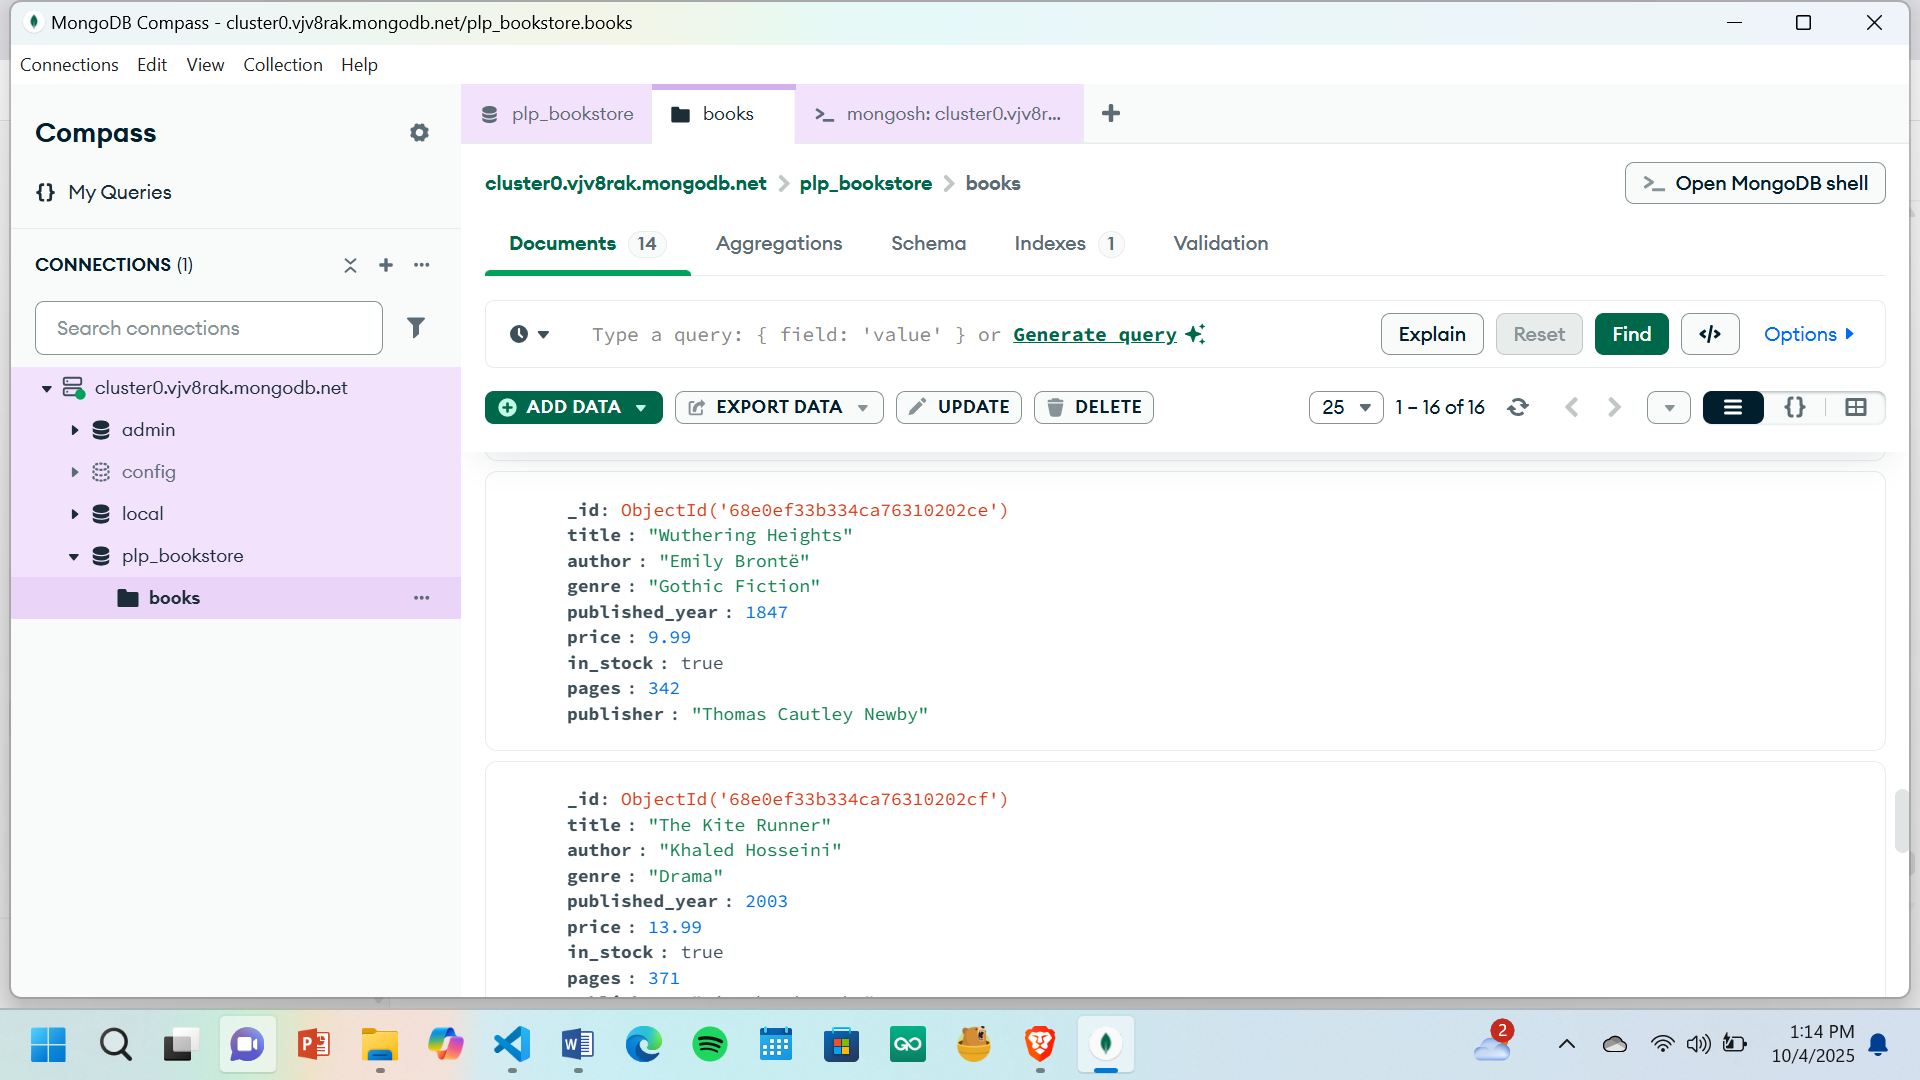 MongoDB Compass - cluster0.vjv8rak.mongodb.net/plp_bookstore.books
Connections Edit View Collection Help
Compass
My Queries
CONNECTIONS (1)
Search connections
cluster0.vjv8rak.mongodb.net
admin
config
local
plp_bookstore
books
plp_bookstore books >_ mongosh: cluster0.vjv8r... +
cluster0.vjv8rak.mongodb.net > plp_bookstore > books
>_ Open MongoDB shell
Documents 14 Aggregations Schema Indexes 1 Validation
Type a query: { field: 'value' } or Generate query
Explain Reset Find </> Options
ADD DATA EXPORT DATA UPDATE DELETE
25 1 – 16 of 16 {}
_id: ObjectId('68e0ef33b334ca76310202ce')
title : "Wuthering Heights"
author : "Emily Brontë"
genre : "Gothic Fiction"
published_year : 1847
price : 9.99
in_stock : true
pages : 342
publisher : "Thomas Cautley Newby"
_id: ObjectId('68e0ef33b334ca76310202cf')
title : "The Kite Runner"
author : "Khaled Hosseini"
genre : "Drama"
published_year : 2003
price : 13.99
in_stock : true
pages : 371
2
1:14 PM
10/4/2025